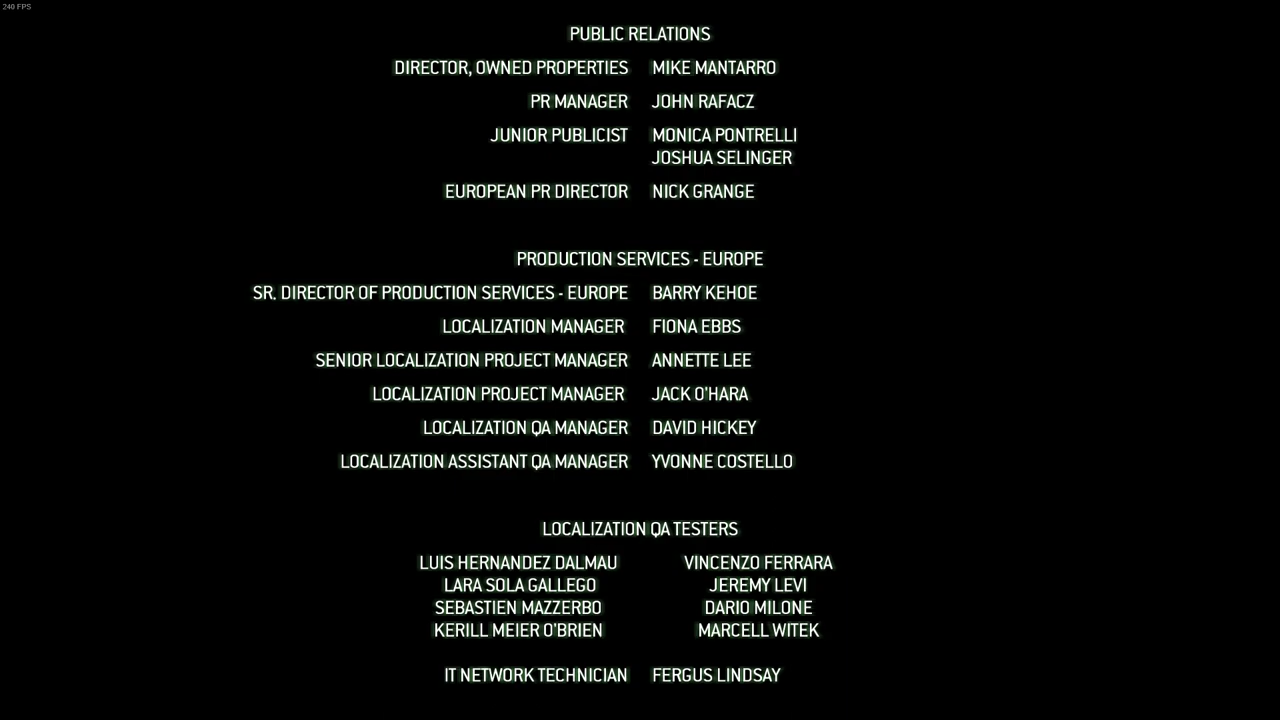 240 FPS
PUBLIC RELATIONS
DIRECTOR, OWNED PROPERTIES MIKE MANTARRO
PR MANAGER JOHN RAFACZ
JUNIOR PUBLICIST MONICA PONTRELLI
JOSHUA SELINGER
EUROPEAN PR DIRECTOR NICK GRANGE
PRODUCTION SERVICES - EUROPE
SR. DIRECTOR OF PRODUCTION SERVICES - EUROPE BARRY KEHOE
LOCALIZATION MANAGER FIONA EBBS
SENIOR LOCALIZATION PROJECT MANAGER ANNETTE LEE
LOCALIZATION PROJECT MANAGER JACK O'HARA
LOCALIZATION QA MANAGER DAVID HICKEY
LOCALIZATION ASSISTANT QA MANAGER YVONNE COSTELLO
LOCALIZATION QA TESTERS
LUIS HERNANDEZ DALMAU VINCENZO FERRARA
LARA SOLA GALLEGO JEREMY LEVI
SEBASTIEN MAZZERBO DARIO MILONE
KERILL MEIER O'BRIEN MARCELL WITEK
IT NETWORK TECHNICIAN FERGUS LINDSAY